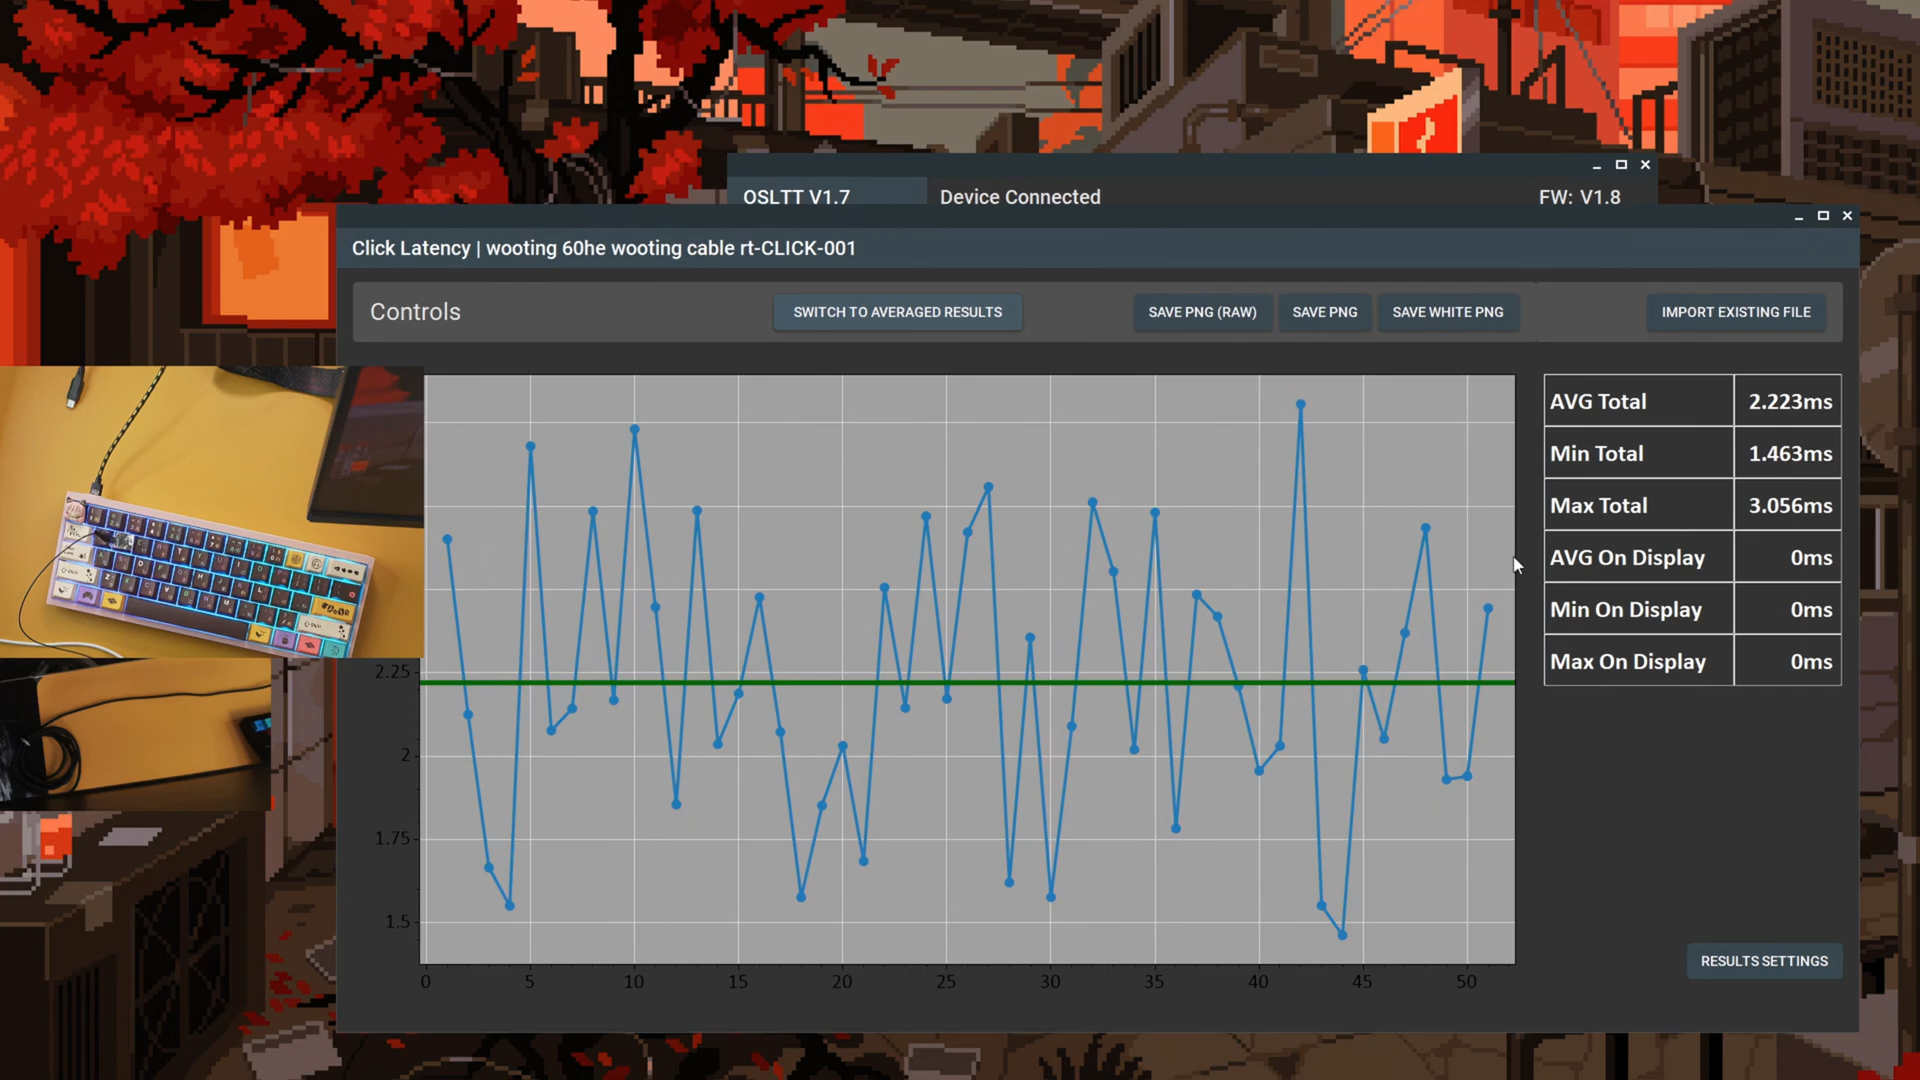 OSLTT V1.7
Device Connected
FW: V1.8
Click Latency | wooting 60he wooting cable rt-CLICK-001
Controls
SWITCH TO AVERAGED RESULTS
SAVE PNG (RAW)
SAVE PNG
SAVE WHITE PNG
IMPORT EXISTING FILE
AVG Total 2.223ms
Min Total 1.463ms
Max Total 3.056ms
AVG On Display 0ms
Min On Display 0ms
Max On Display 0ms
2.25
2
1.75
1.5
0 5 10 15 20 25 30 35 40 45 50
RESULTS SETTINGS